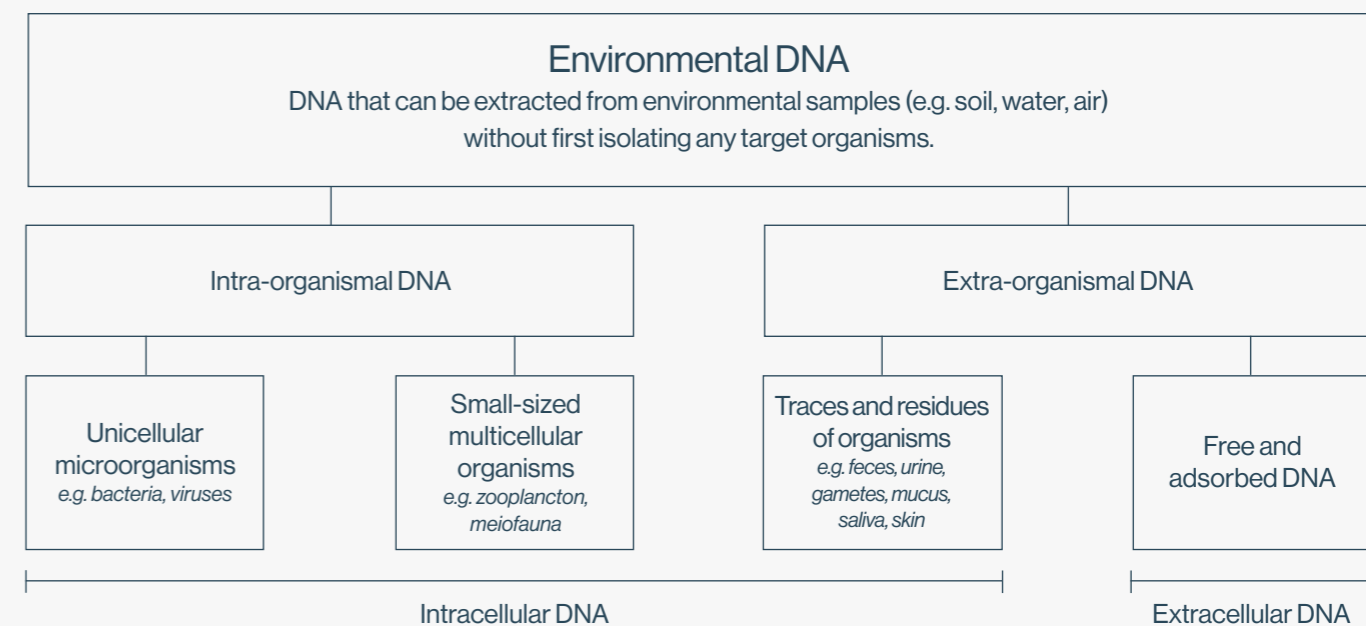 Environmental DNA
DNA that can be extracted from environmental samples (e.g. soil, water, air)
without first isolating any target organisms.
Intra-organismal DNA
Extra-organismal DNA
Unicellular
microorganisms
e.g. bacteria, viruses
Small-sized
multicellular
organisms
e.g. zooplancton,
meiofauna
Traces and residues
of organisms
e.g. feces, urine,
gametes, mucus,
saliva, skin
Free and
adsorbed DNA
Intracellular DNA
Extracellular DNA